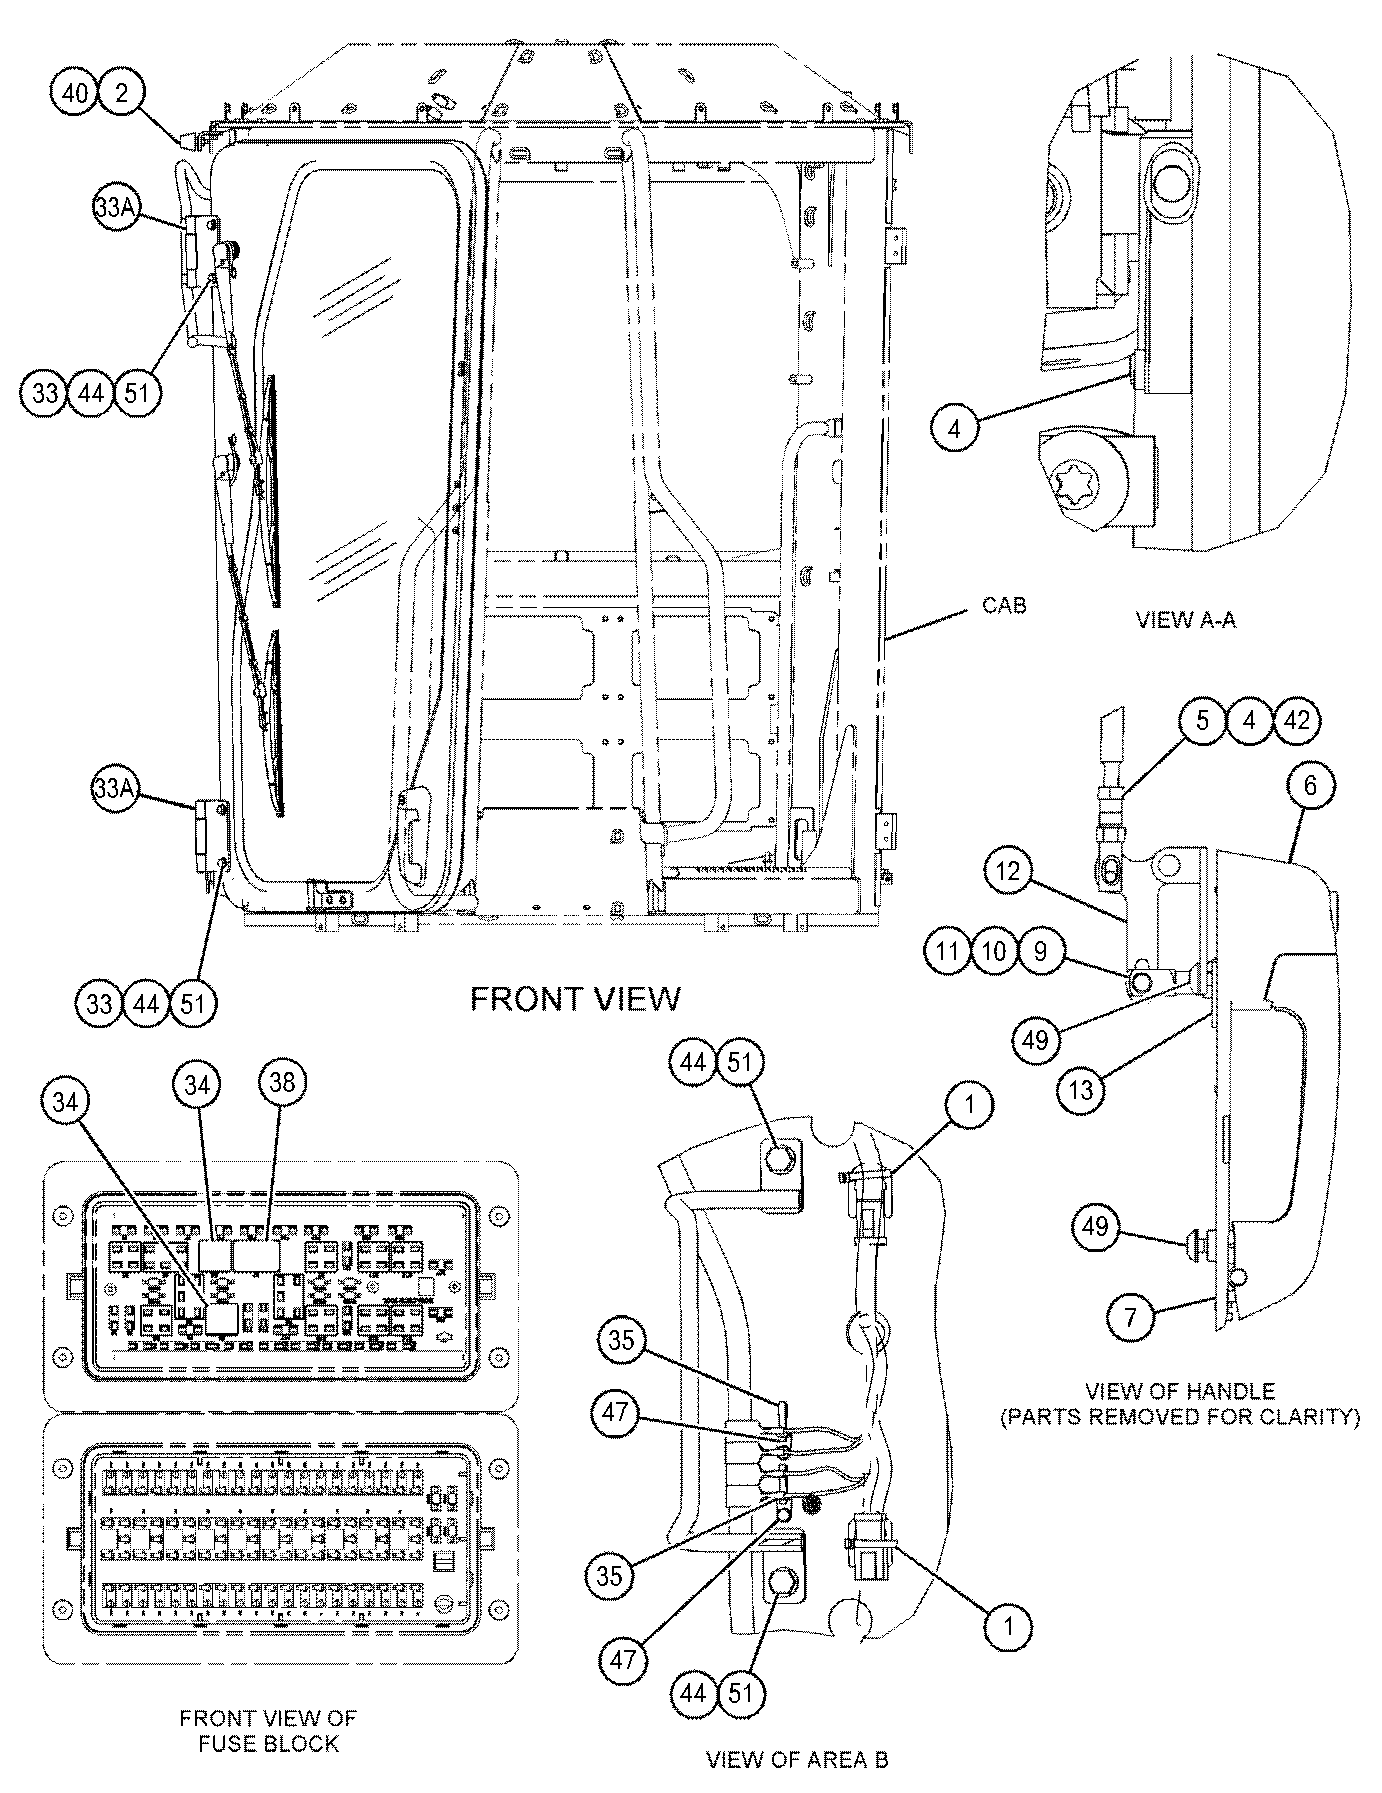 40 2
33A
33 44 51
4
CAB
VIEW A-A
5 4 42
6
33A
12
11 10 9
33 44 51
FRONT VIEW
49
13
44 51
1
34
34
38
49
7
35
47
VIEW OF HANDLE
(PARTS REMOVED FOR CLARITY)
35
47
1
44 51
FRONT VIEW OF
FUSE BLOCK
VIEW OF AREA B